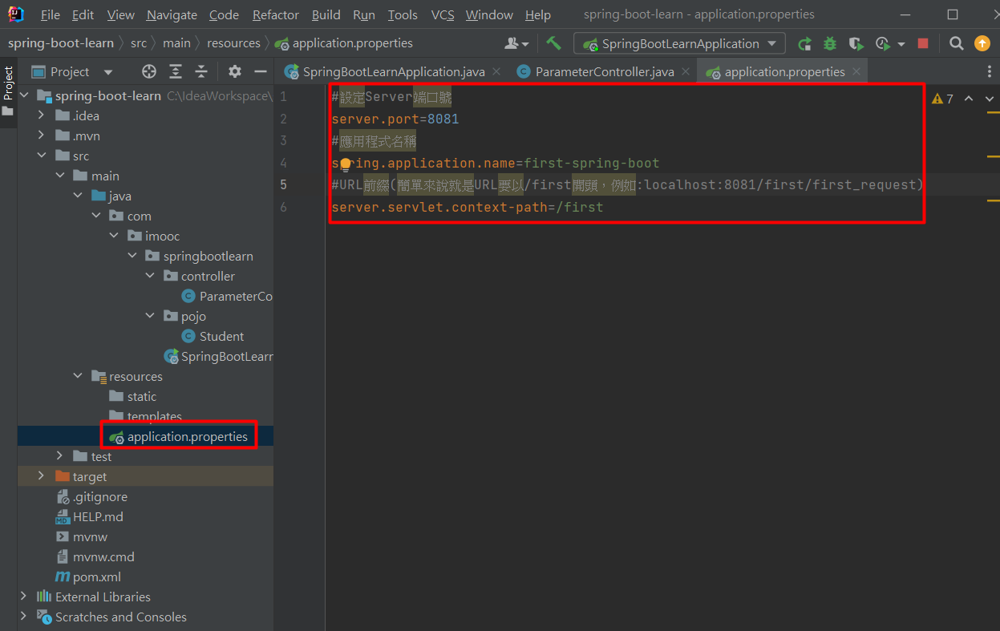 File Edit View Navigate Code Refactor Build Run Tools VCS Window Help spring-boot-learn - application.properties
spring-boot-learn src main resources application.properties SpringBootLearnApplication
Project
Project SpringBootLearnApplication.java ParameterController.java application.properties
spring-boot-learn C:\IdeaWorkspace\
.idea
.mvn
src
main
java
com
imooc
springbootlearn
controller
ParameterCo
pojo
Student
SpringBootLearn
resources
static
templates
application.properties
test
target
.gitignore
HELP.md
mvnw
mvnw.cmd
pom.xml
External Libraries
Scratches and Consoles
1 #設定Server端口號
2 server.port=8081
3 #應用程式名稱
4 spring.application.name=first-spring-boot
5 #URL前綴(簡單來說就是URL要以/first開頭，例如:localhost:8081/first/first_request)
6 server.servlet.context-path=/first
7